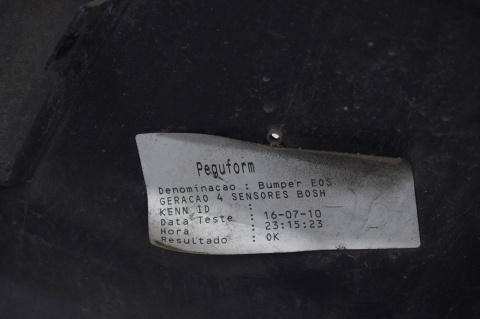 Peguform
Denominacao : Bumper EOS
GERACAO 4 SENSORES BOSH
KENN ID :
Data Teste : 16-07-10
Hora : 23:15:23
Resultado : OK